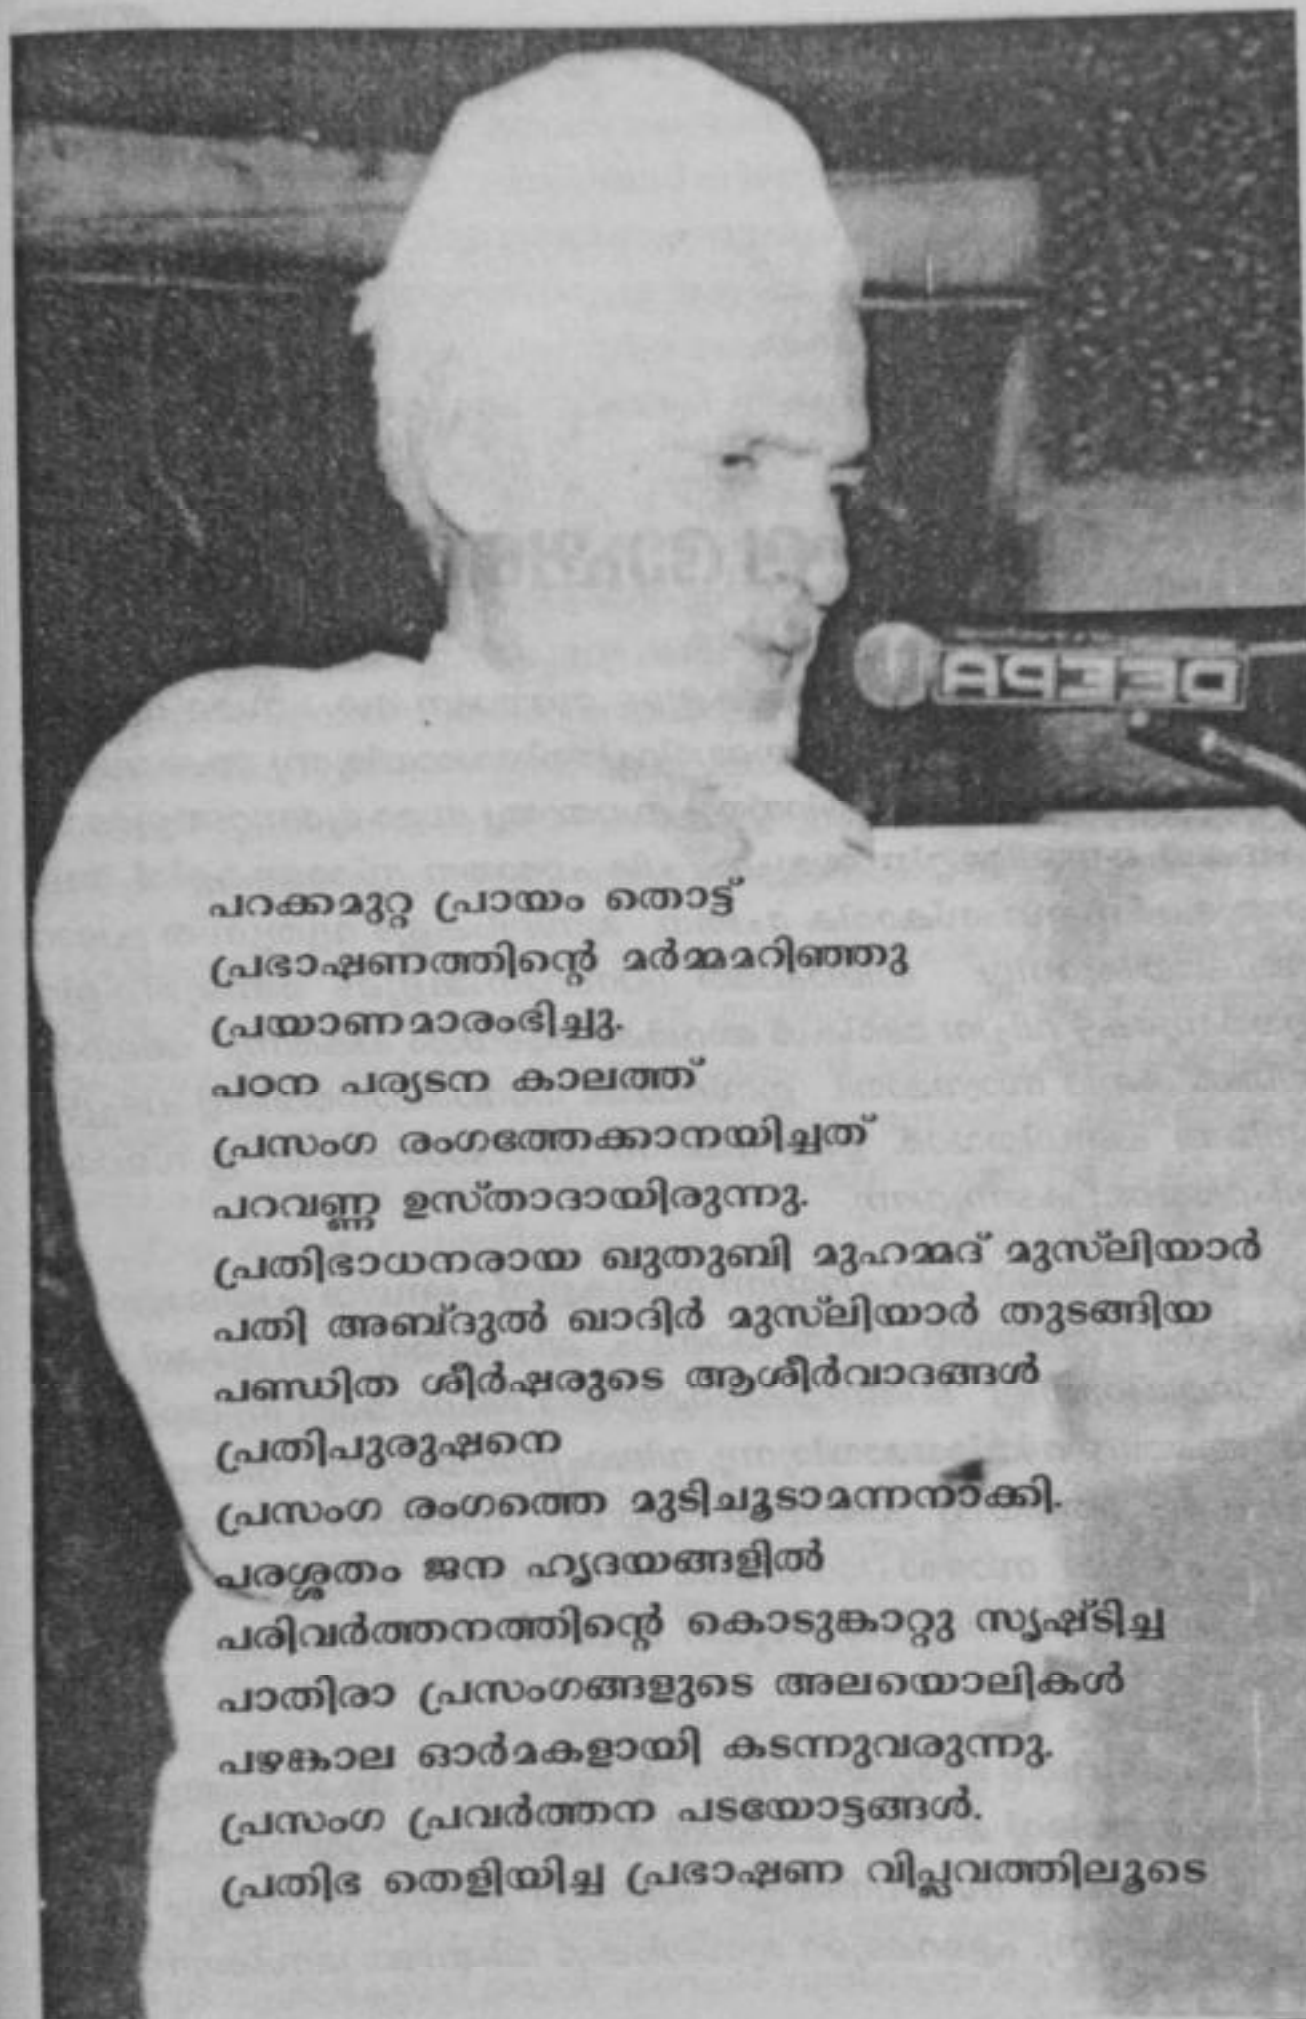 DEEPA
പറക്കമുറ്റ പ്രായം തൊട്ട്
പ്രഭാഷണത്തിന്റെ മർമ്മമറിഞ്ഞു
പ്രയാണമാരംഭിച്ചു.
പഠന പര്യടന കാലത്ത്
പ്രസംഗ രംഗത്തേക്കാനയിച്ചത്
പറവണ്ണ ഉസ്താദായിരുന്നു.
പ്രതിഭാധനരായ ഖുതുബി മുഹമ്മദ് മുസ്‌ലിയാർ
പതി അബ്ദുൽ ഖാദിർ മുസ്‌ലിയാർ തുടങ്ങിയ
പണ്ഡിത ശീർഷരുടെ ആശീർവാദങ്ങൾ
പ്രതിപുരുഷനെ
പ്രസംഗ രംഗത്തെ മുടിചൂടാമന്നനാക്കി.
പരശ്ശതം ജന ഹൃദയങ്ങളിൽ
പരിവർത്തനത്തിന്റെ കൊടുങ്കാറ്റു സൃഷ്ടിച്ച
പാതിരാ പ്രസംഗങ്ങളുടെ അലയൊലികൾ
പഴങ്കാല ഓർമകളായി കടന്നുവരുന്നു.
പ്രസംഗ പ്രവർത്തന പടയോട്ടങ്ങൾ.
പ്രതിഭ തെളിയിച്ച പ്രഭാഷണ വിപ്ലവത്തിലൂടെ